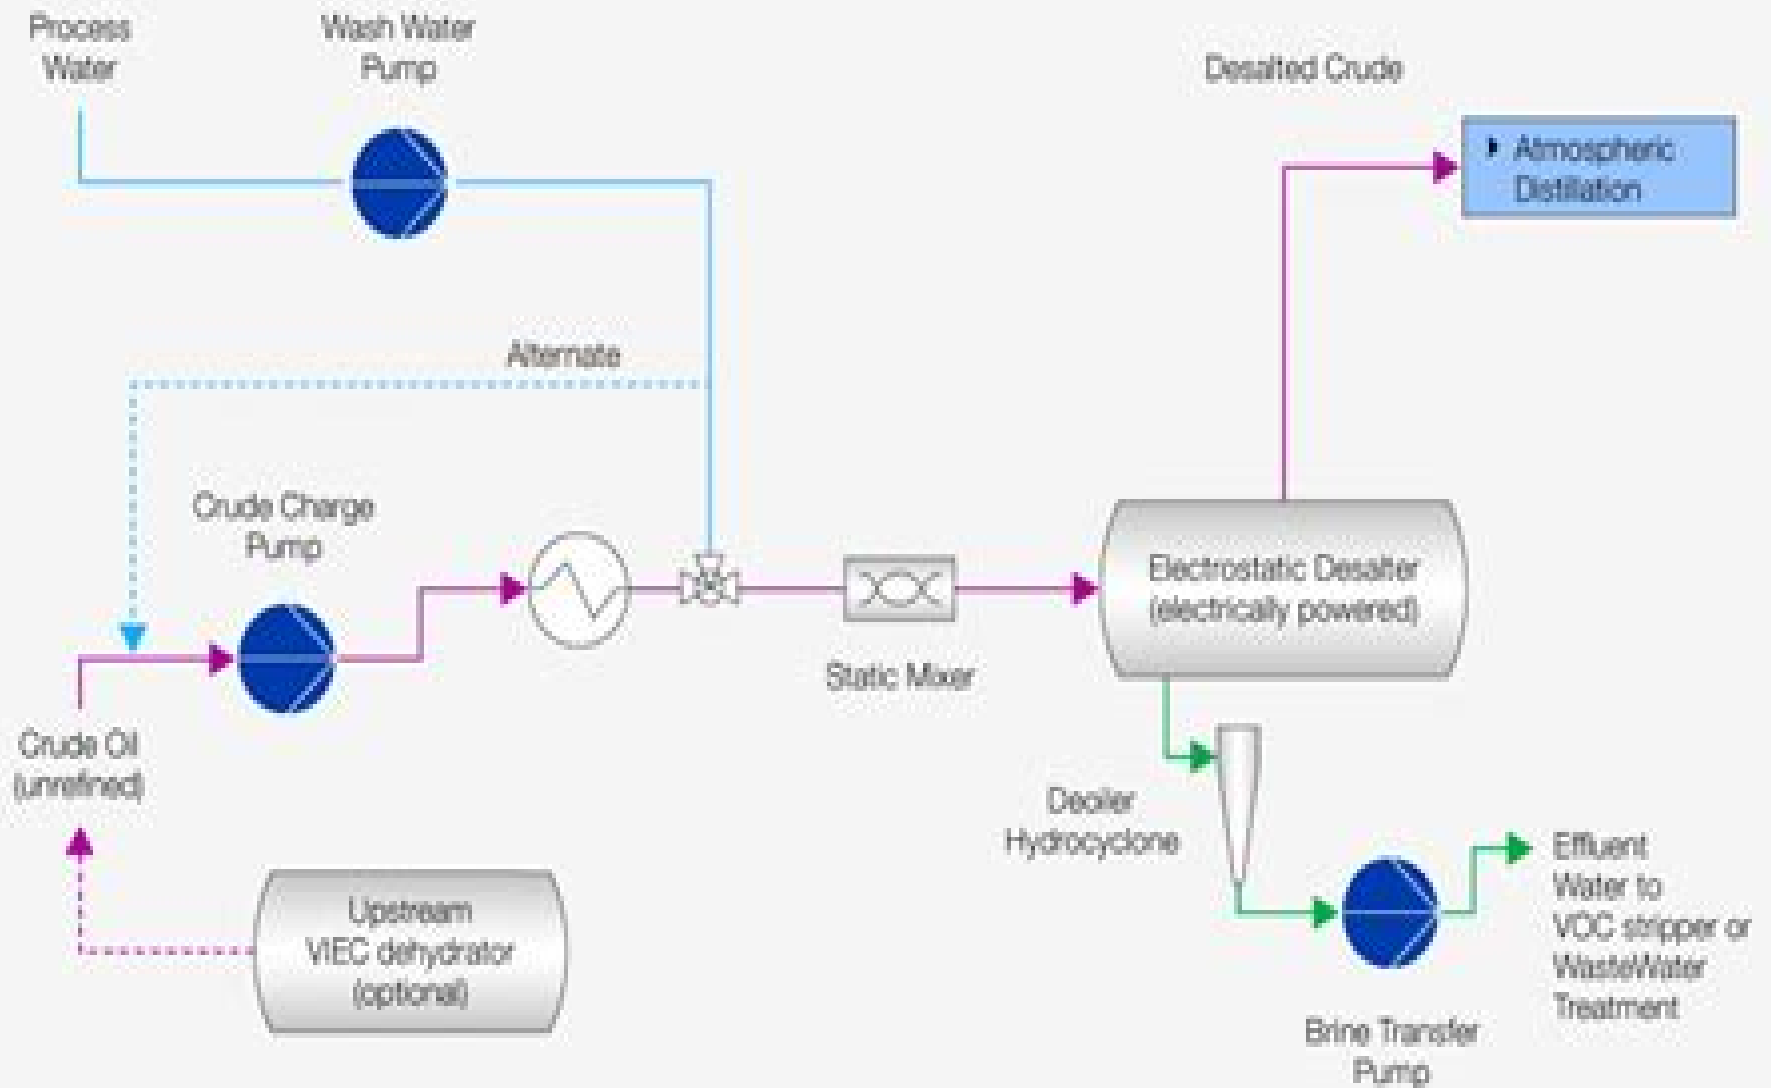 Process
Water
Wash Water
Pump
Desalted Crude
Atmospheric
Distillation
Alternate
Crude Charge
Pump
Electrostatic Desalter
(electrically powered)
Static Mixer
Crude Oil
(unrefined)
Deoiler
Hydrocyclone
Effluent
Water to
VOC stripper or
WasteWater
Treatment
Upstream
VIEC dehydrator
(optional)
Brine Transfer
Pump